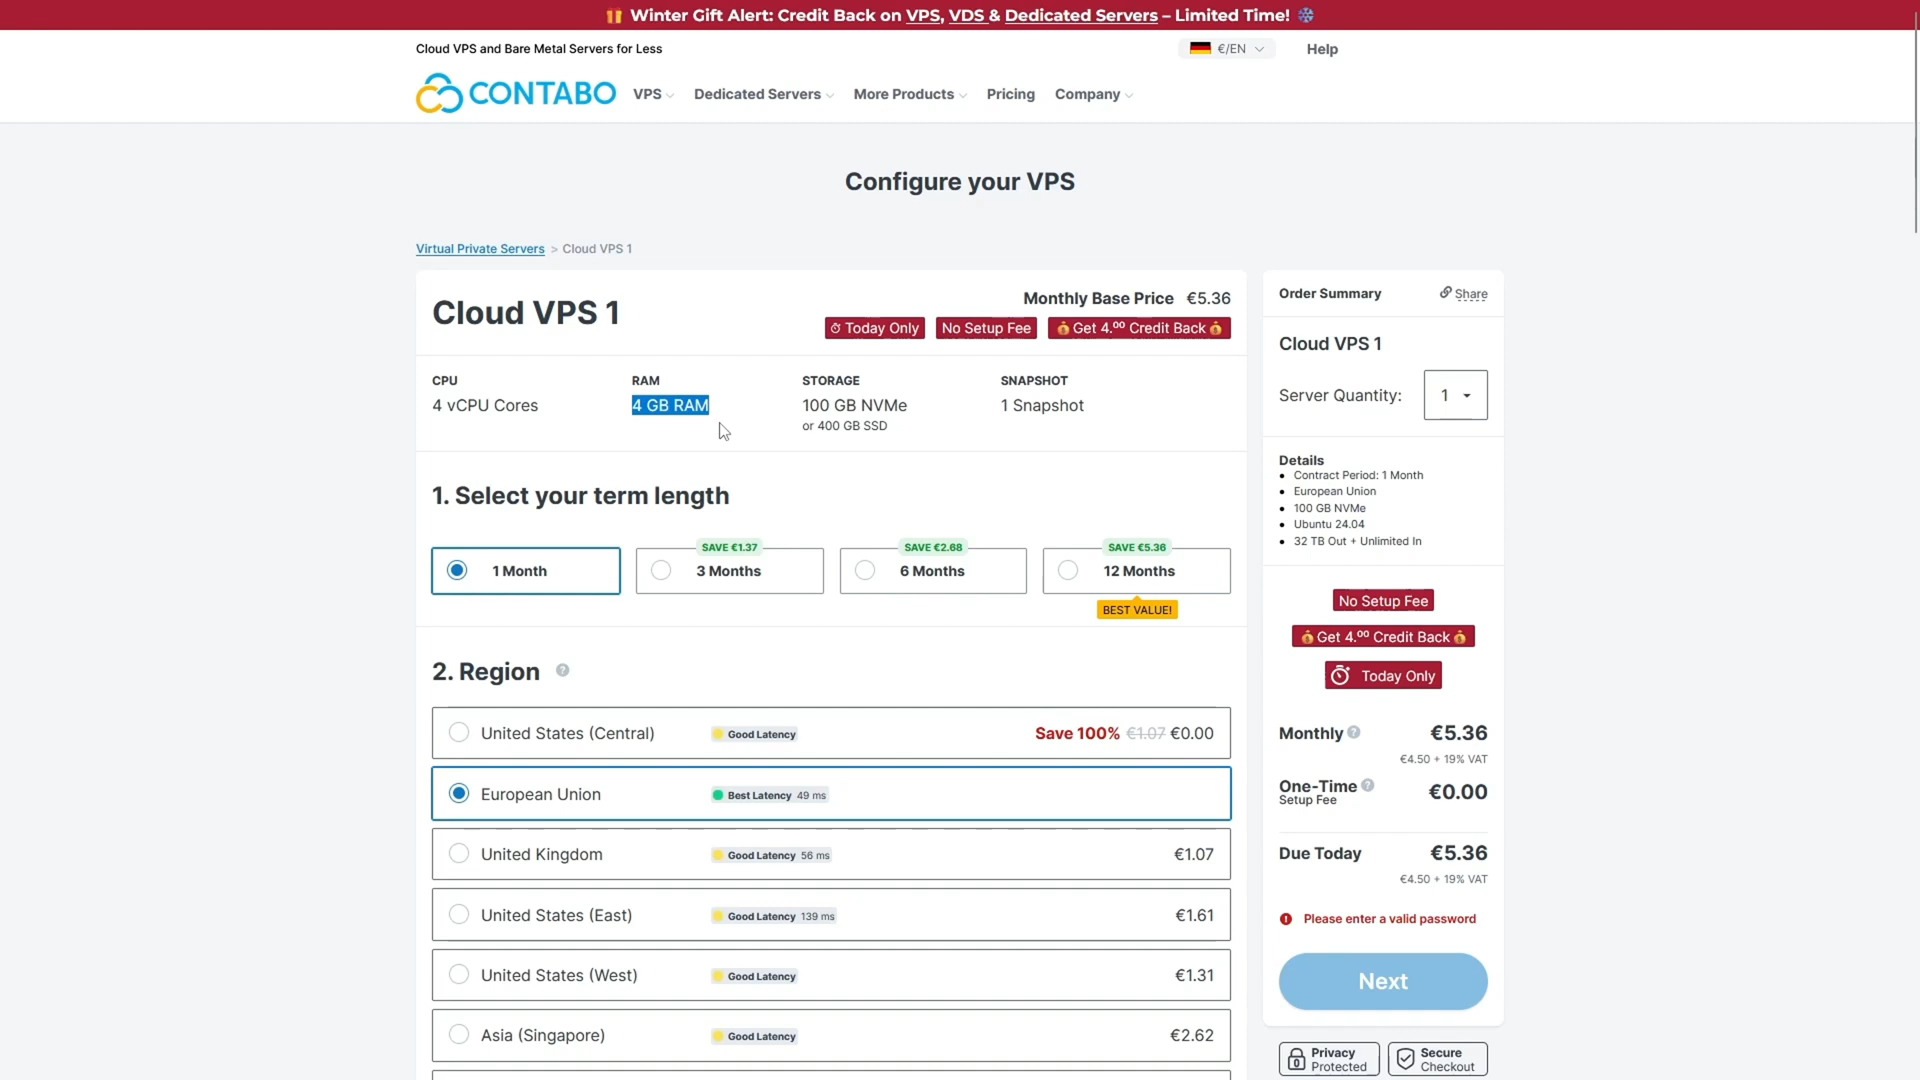 Winter Gift Alert: Credit Back on VPS, VDS & Dedicated Servers – Limited Time!
Cloud VPS and Bare Metal Servers for Less
€/EN
Help
CONTABO
VPS
Dedicated Servers
More Products
Pricing
Company
Configure your VPS
Virtual Private Servers > Cloud VPS 1
Cloud VPS 1
Monthly Base Price €5.36
Today Only
No Setup Fee
Get 4.⁰⁰ Credit Back
CPU
4 vCPU Cores
RAM
4 GB RAM
STORAGE
100 GB NVMe
or 400 GB SSD
SNAPSHOT
1 Snapshot
1. Select your term length
1 Month
SAVE €1.37
3 Months
SAVE €2.68
6 Months
SAVE €5.36
12 Months
BEST VALUE!
2. Region ?
United States (Central) Good Latency Save 100% €1.07 €0.00
European Union Best Latency 49 ms
United Kingdom Good Latency 56 ms €1.07
United States (East) Good Latency 139 ms €1.61
United States (West) Good Latency €1.31
Asia (Singapore) Good Latency €2.62
Order Summary
Share
Cloud VPS 1
Server Quantity: 1
Details
Contract Period: 1 Month
European Union
100 GB NVMe
Ubuntu 24.04
32 TB Out + Unlimited In
No Setup Fee
Get 4.⁰⁰ Credit Back
Today Only
Monthly ? €5.36
€4.50 + 19% VAT
One-Time ? €0.00
Setup Fee
Due Today €5.36
€4.50 + 19% VAT
Please enter a valid password
Next
Privacy
Protected
Secure
Checkout